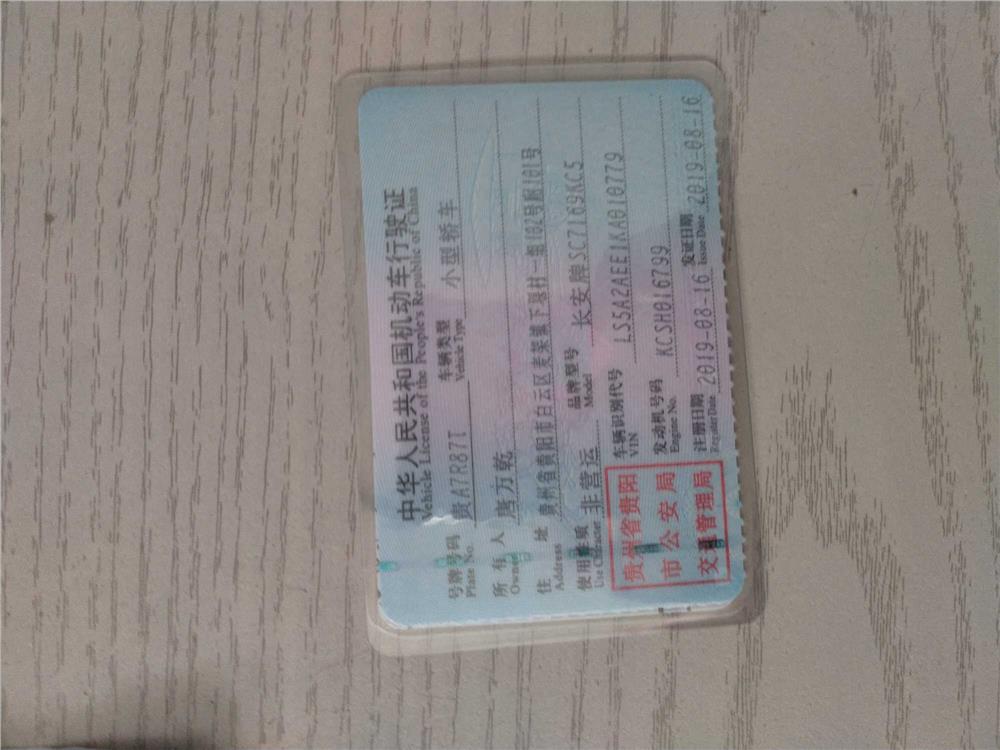 中华人民共和国机动车行驶证
Vehicle License of the People's Republic of China
号牌号码 贵A7R87T 车辆类型 小型轿车
Plate No. Vehicle Type
所有人 唐万乾
Owner
住址 贵州省贵阳市白云区麦架镇下堰村一组182号附101号
Address
使用性质 非营运 品牌型号 长安牌SC7169KC5
Use Character Model
车辆识别代号 LS5A2AEE1KA010779
VIN
发动机号码 KCSH016799
Engine No.
注册日期 2019-08-16 发证日期 2019-08-16
Register Date Issue Date
贵州省贵阳
市公安局
交通管理局